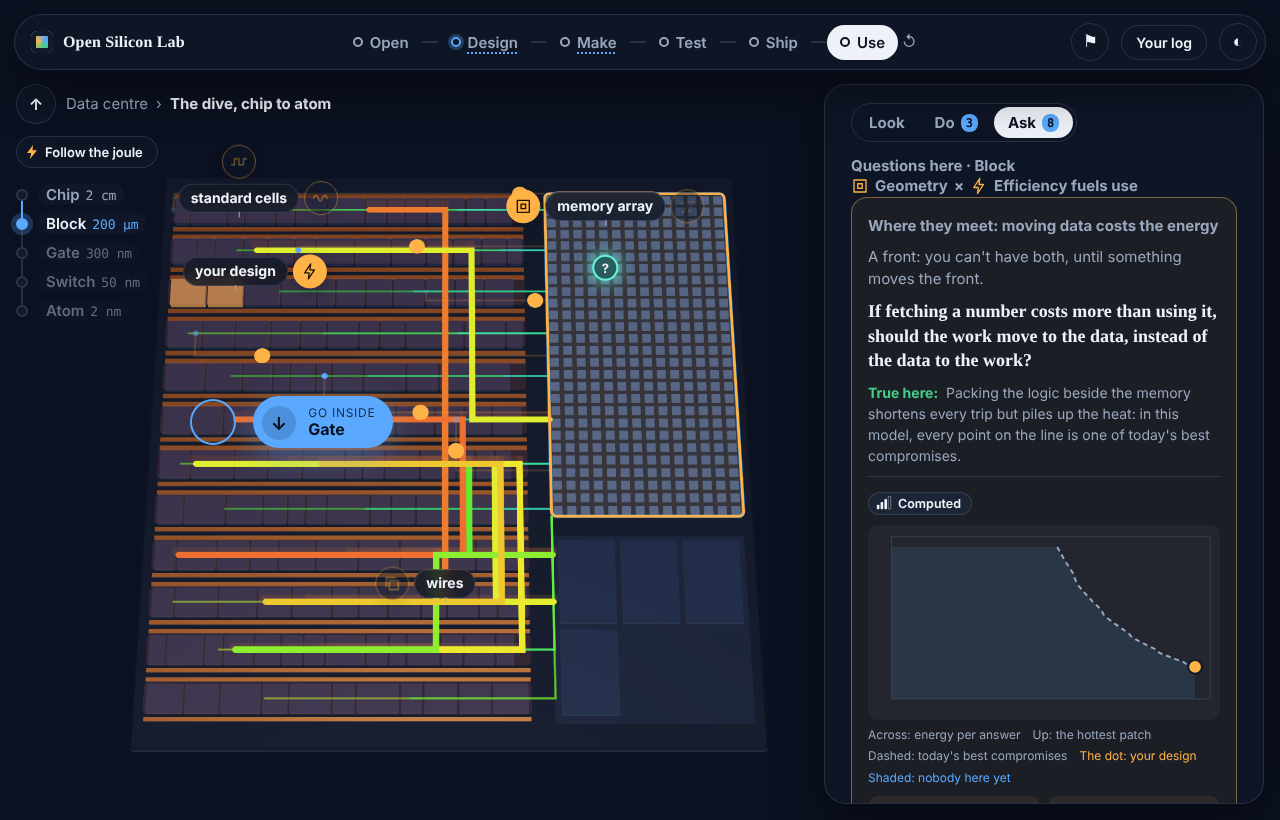 Open Silicon Lab
Open
Design
Make
Test
Ship
Use
Your log
Data centre › The dive, chip to atom
Follow the joule
Chip 2 cm
Block 200 µm
Gate 300 nm
Switch 50 nm
Atom 2 nm
standard cells
memory array
your design
?
GO INSIDE
Gate
wires
Look
Do 3
Ask 8
Questions here · Block
Geometry × Efficiency fuels use
Where they meet: moving data costs the energy
A front: you can't have both, until something
moves the front.
If fetching a number costs more than using it,
should the work move to the data, instead of
the data to the work?
True here: Packing the logic beside the memory
shortens every trip but piles up the heat: in this
model, every point on the line is one of today's best
compromises.
Computed
Across: energy per answer Up: the hottest patch
Dashed: today's best compromises The dot: your design
Shaded: nobody here yet